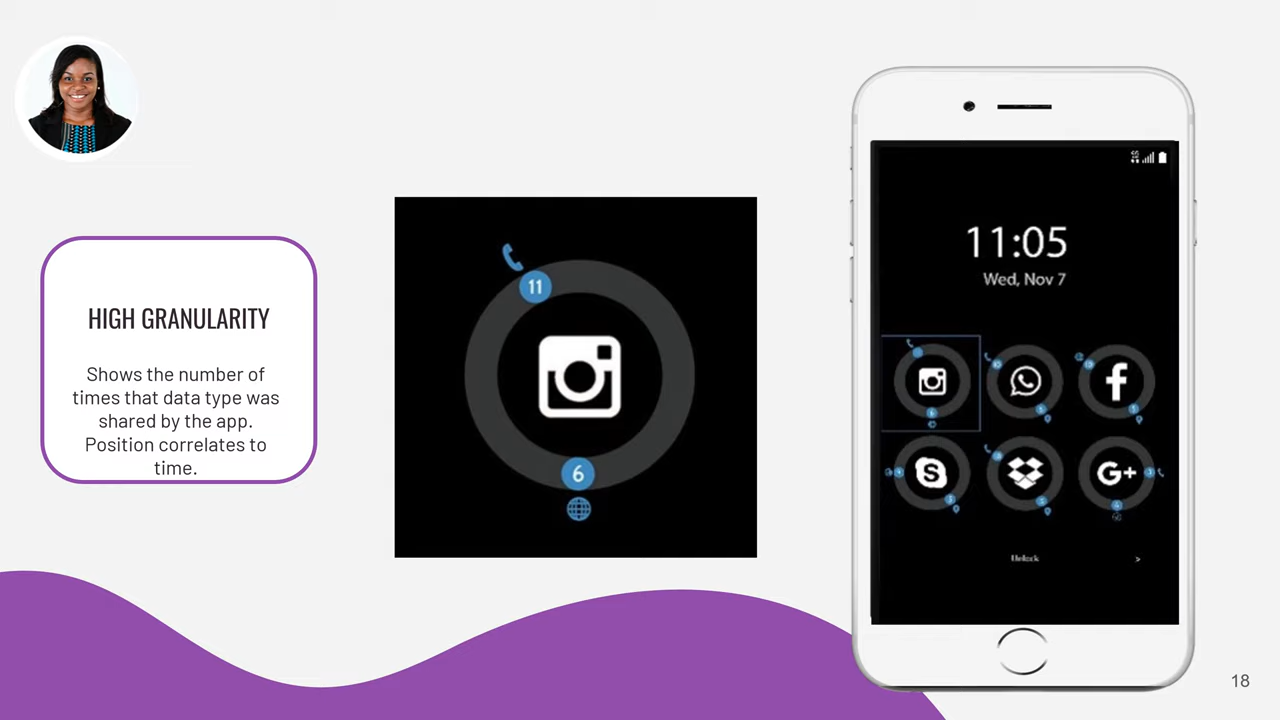 HIGH GRANULARITY
Shows the number of
times that data type was
shared by the app.
Position correlates to
time.
11
6
11:05
Wed, Nov 7
G+
Unlock >
18